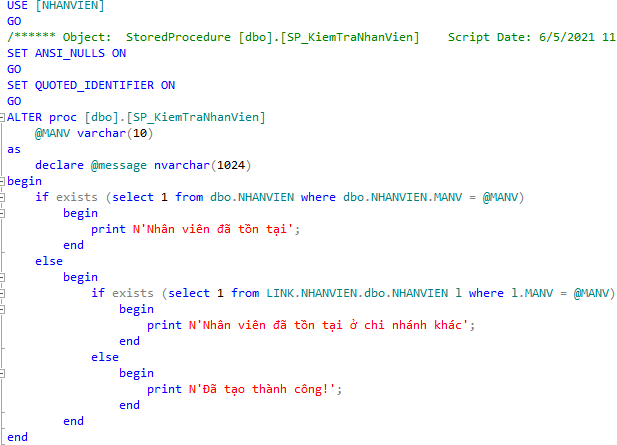 USE [NHANVIEN]
GO
/****** Object:  StoredProcedure [dbo].[SP_KiemTraNhanVien]    Script Date: 6/5/2021 11
SET ANSI_NULLS ON
GO
SET QUOTED_IDENTIFIER ON
GO
ALTER proc [dbo].[SP_KiemTraNhanVien]
    @MANV varchar(10)
as
    declare @message nvarchar(1024)
begin
    if exists (select 1 from dbo.NHANVIEN where dbo.NHANVIEN.MANV = @MANV)
        begin
            print N'Nhân viên đã tồn tại';
        end
    else
        begin
            if exists (select 1 from LINK.NHANVIEN.dbo.NHANVIEN l where l.MANV = @MANV)
                begin
                    print N'Nhân viên đã tồn tại ở chi nhánh khác';
                end
            else
                begin
                    print N'Đã tạo thành công!';
                end
        end
end